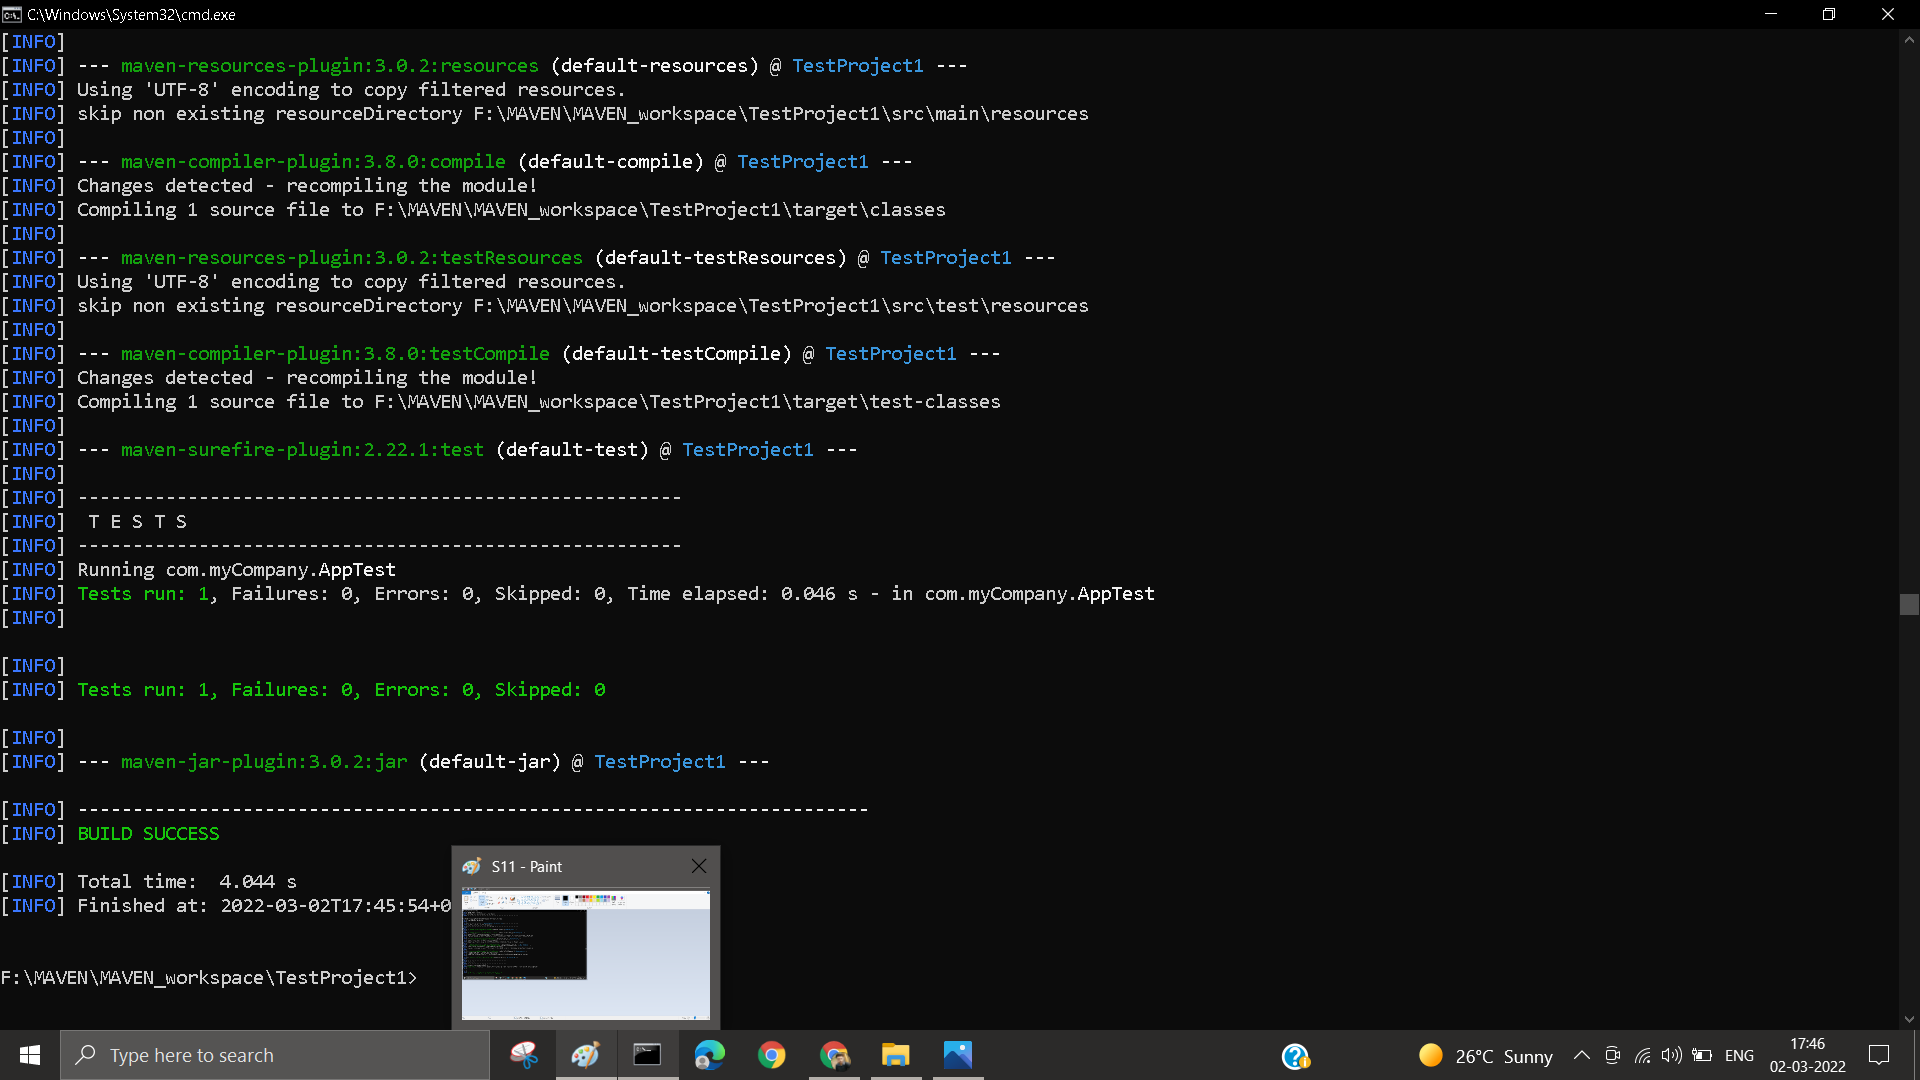 C:\Windows\System32\cmd.exe
[INFO]
[INFO] --- maven-resources-plugin:3.0.2:resources (default-resources) @ TestProject1 ---
[INFO] Using 'UTF-8' encoding to copy filtered resources.
[INFO] skip non existing resourceDirectory F:\MAVEN\MAVEN_workspace\TestProject1\src\main\resources
[INFO]
[INFO] --- maven-compiler-plugin:3.8.0:compile (default-compile) @ TestProject1 ---
[INFO] Changes detected - recompiling the module!
[INFO] Compiling 1 source file to F:\MAVEN\MAVEN_workspace\TestProject1\target\classes
[INFO]
[INFO] --- maven-resources-plugin:3.0.2:testResources (default-testResources) @ TestProject1 ---
[INFO] Using 'UTF-8' encoding to copy filtered resources.
[INFO] skip non existing resourceDirectory F:\MAVEN\MAVEN_workspace\TestProject1\src\test\resources
[INFO]
[INFO] --- maven-compiler-plugin:3.8.0:testCompile (default-testCompile) @ TestProject1 ---
[INFO] Changes detected - recompiling the module!
[INFO] Compiling 1 source file to F:\MAVEN\MAVEN_workspace\TestProject1\target\test-classes
[INFO]
[INFO] --- maven-surefire-plugin:2.22.1:test (default-test) @ TestProject1 ---
[INFO]
[INFO] -------------------------------------------------------
[INFO]  T E S T S
[INFO] -------------------------------------------------------
[INFO] Running com.myCompany.AppTest
[INFO] Tests run: 1, Failures: 0, Errors: 0, Skipped: 0, Time elapsed: 0.046 s - in com.myCompany.AppTest
[INFO]
[INFO]
[INFO] Tests run: 1, Failures: 0, Errors: 0, Skipped: 0
[INFO]
[INFO] --- maven-jar-plugin:3.0.2:jar (default-jar) @ TestProject1 ---
[INFO] ------------------------------------------------------------------------
[INFO] BUILD SUCCESS
[INFO] Total time:  4.044 s
[INFO] Finished at: 2022-03-02T17:45:54+0
F:\MAVEN\MAVEN_workspace\TestProject1>
S11 - Paint
Type here to search
26°C Sunny
ENG
17:46
02-03-2022